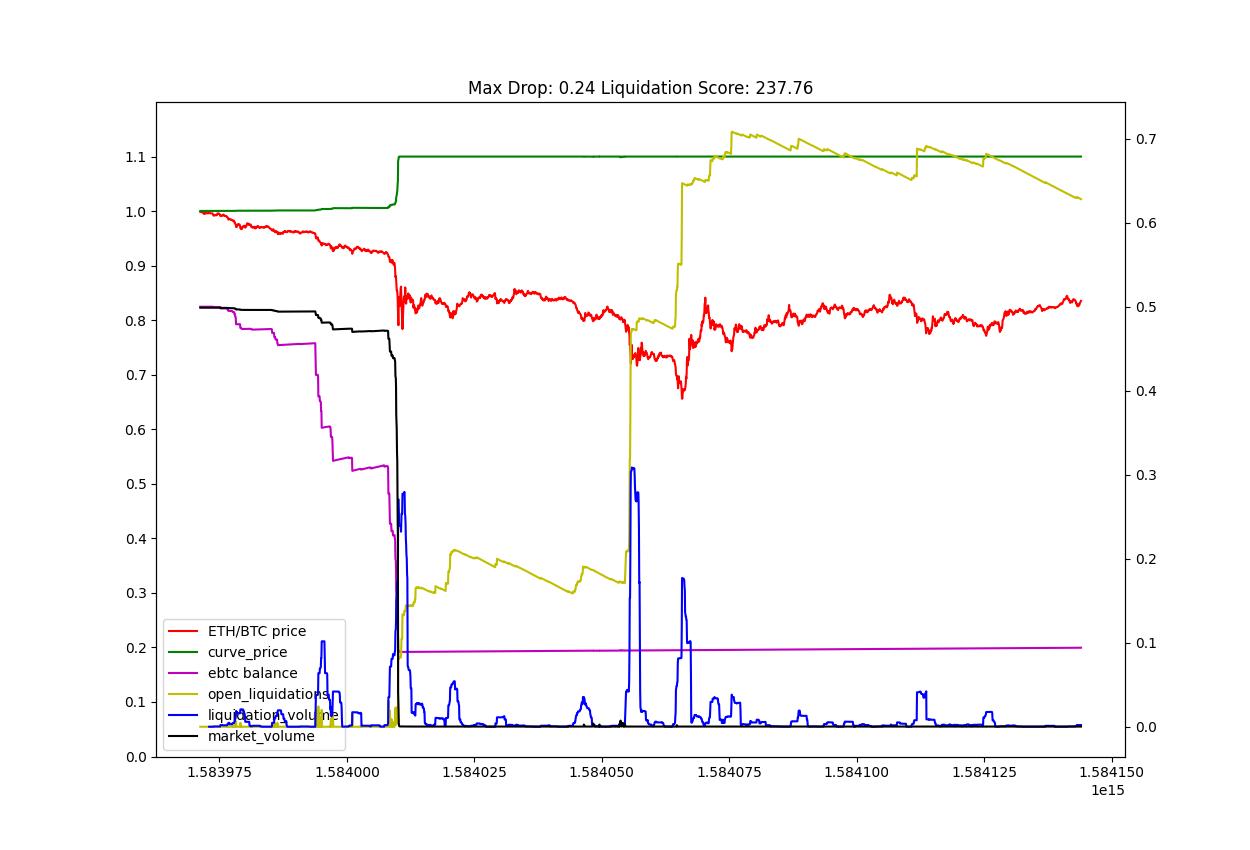 Max Drop: 0.24 Liquidation Score: 237.76
1.1
1.0
0.9
0.8
0.7
0.6
0.5
0.4
0.3
0.2
0.1
0.0
0.7
0.6
0.5
0.4
0.3
0.2
0.1
0.0
ETH/BTC price
curve_price
ebtc balance
open_liquidations
liquidation_volume
market_volume
1.583975 1.584000 1.584025 1.584050 1.584075 1.584100 1.584125 1.584150
1e15